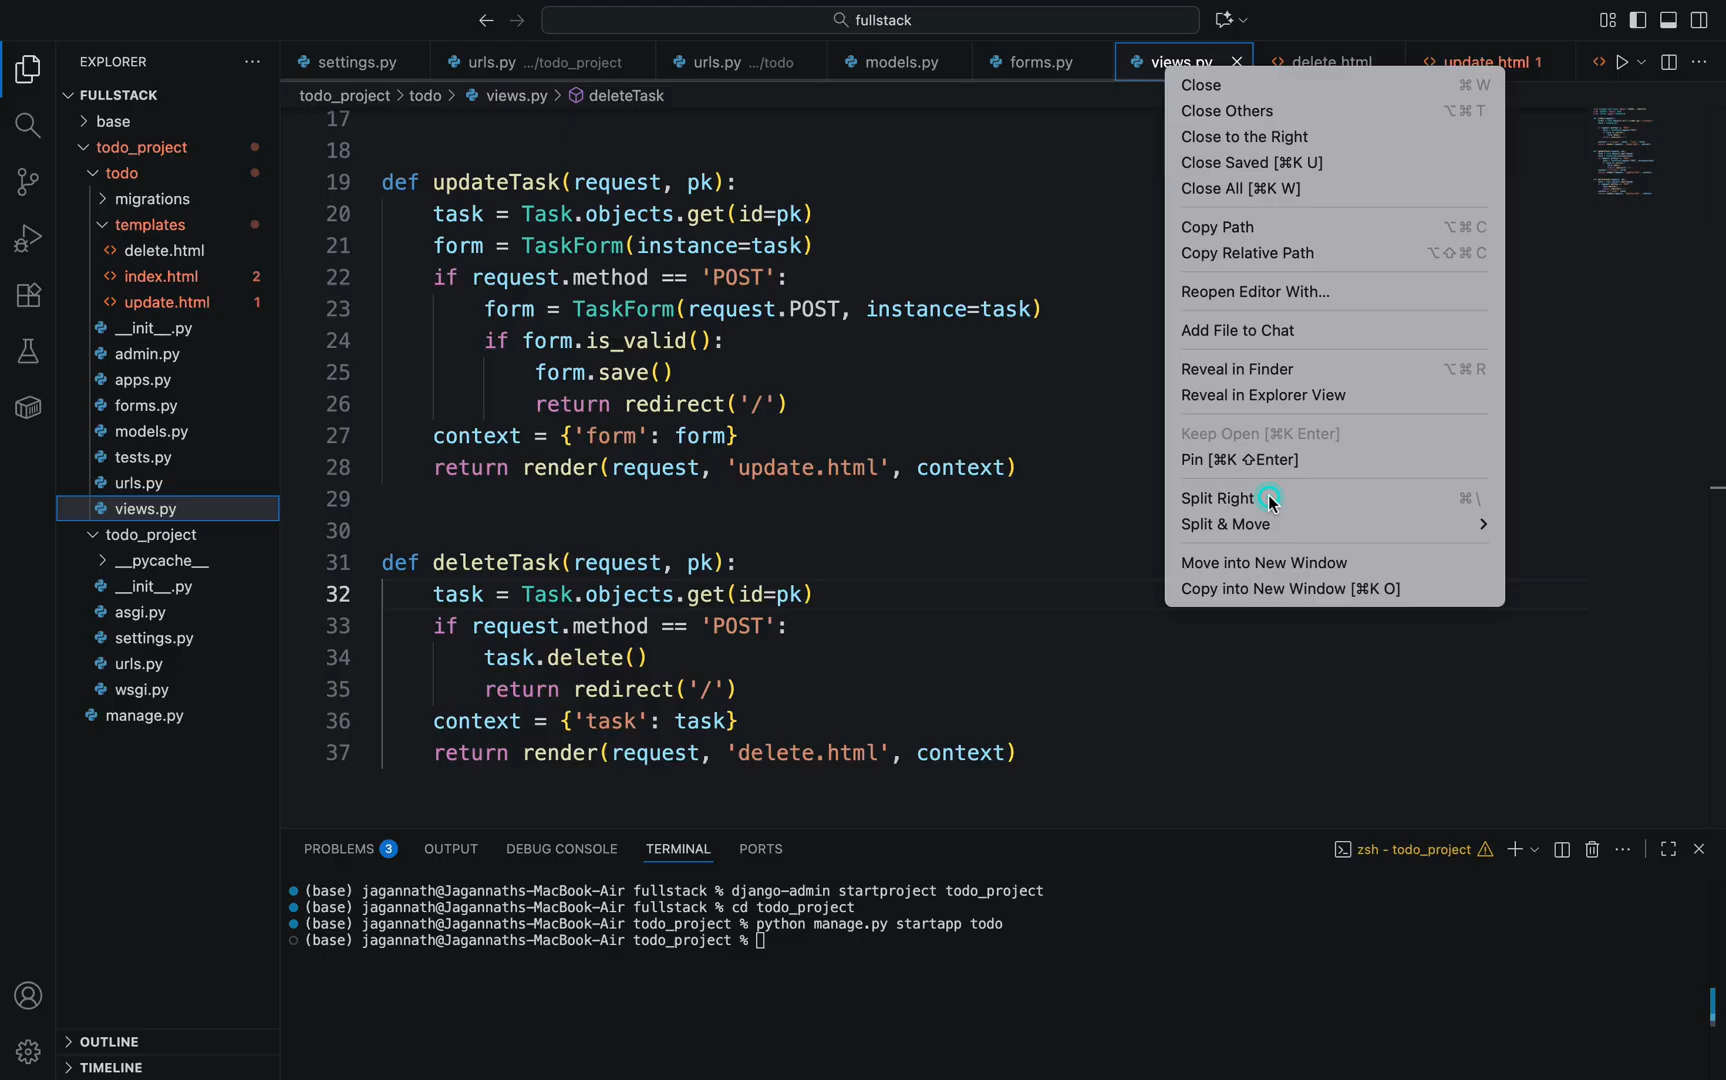 fullstack
EXPLORER
FULLSTACK
base
todo_project
todo
migrations
templates
delete.html
index.html 2
update.html 1
__init__.py
admin.py
apps.py
forms.py
models.py
tests.py
urls.py
views.py
todo_project
__pycache__
__init__.py
asgi.py
settings.py
urls.py
wsgi.py
manage.py
OUTLINE
TIMELINE
settings.py urls.py .../todo_project urls.py .../todo models.py forms.py views.py delete.html update.html 1
todo_project > todo > views.py > deleteTask
17
18
19 def updateTask(request, pk):
20 task = Task.objects.get(id=pk)
21 form = TaskForm(instance=task)
22 if request.method == 'POST':
23 form = TaskForm(request.POST, instance=task)
24 if form.is_valid():
25 form.save()
26 return redirect('/')
27 context = {'form': form}
28 return render(request, 'update.html', context)
29
30
31 def deleteTask(request, pk):
32 task = Task.objects.get(id=pk)
33 if request.method == 'POST':
34 task.delete()
35 return redirect('/')
36 context = {'task': task}
37 return render(request, 'delete.html', context)
Close ⌘ W
Close Others ⌥⌘ T
Close to the Right
Close Saved [⌘K U]
Close All [⌘K W]
Copy Path ⌥⌘ C
Copy Relative Path ⌥⇧⌘ C
Reopen Editor With...
Add File to Chat
Reveal in Finder ⌥⌘ R
Reveal in Explorer View
Keep Open [⌘K Enter]
Pin [⌘K ⇧Enter]
Split Right ⌘ \
Split & Move
Move into New Window
Copy into New Window [⌘K O]
PROBLEMS 3 OUTPUT DEBUG CONSOLE TERMINAL PORTS
zsh - todo_project
(base) jagannath@Jagannaths-MacBook-Air fullstack % django-admin startproject todo_project
(base) jagannath@Jagannaths-MacBook-Air fullstack % cd todo_project
(base) jagannath@Jagannaths-MacBook-Air todo_project % python manage.py startapp todo
(base) jagannath@Jagannaths-MacBook-Air todo_project %